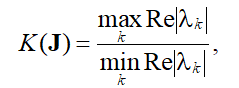 K(J) = max_k Re|λ_k| / min_k Re|λ_k| ,